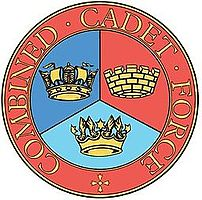 COMBINED · CADET · FORCE